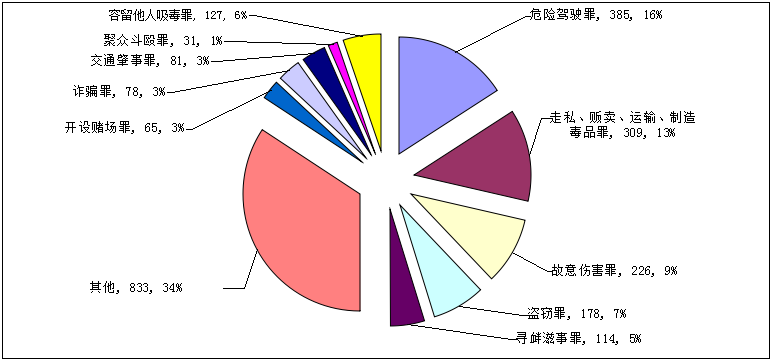 容留他人吸毒罪, 127, 6%
危险驾驶罪, 385, 16%
聚众斗殴罪, 31, 1%
交通肇事罪, 81, 3%
诈骗罪, 78, 3%
开设赌场罪, 65, 3%
走私、贩卖、运输、制造
毒品罪, 309, 13%
故意伤害罪, 226, 9%
其他, 833, 34%
盗窃罪, 178, 7%
寻衅滋事罪, 114, 5%